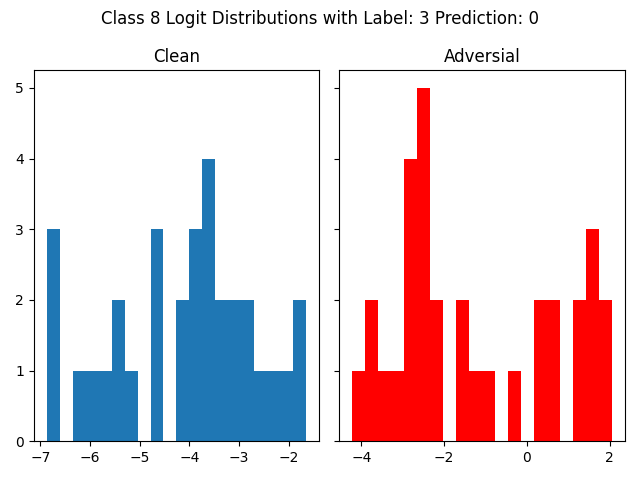 Class 8 Logit Distributions with Label: 3 Prediction: 0
Clean
Adversial
5
4
3
2
1
0
−7 −6 −5 −4 −3 −2
−4 −2 0 2